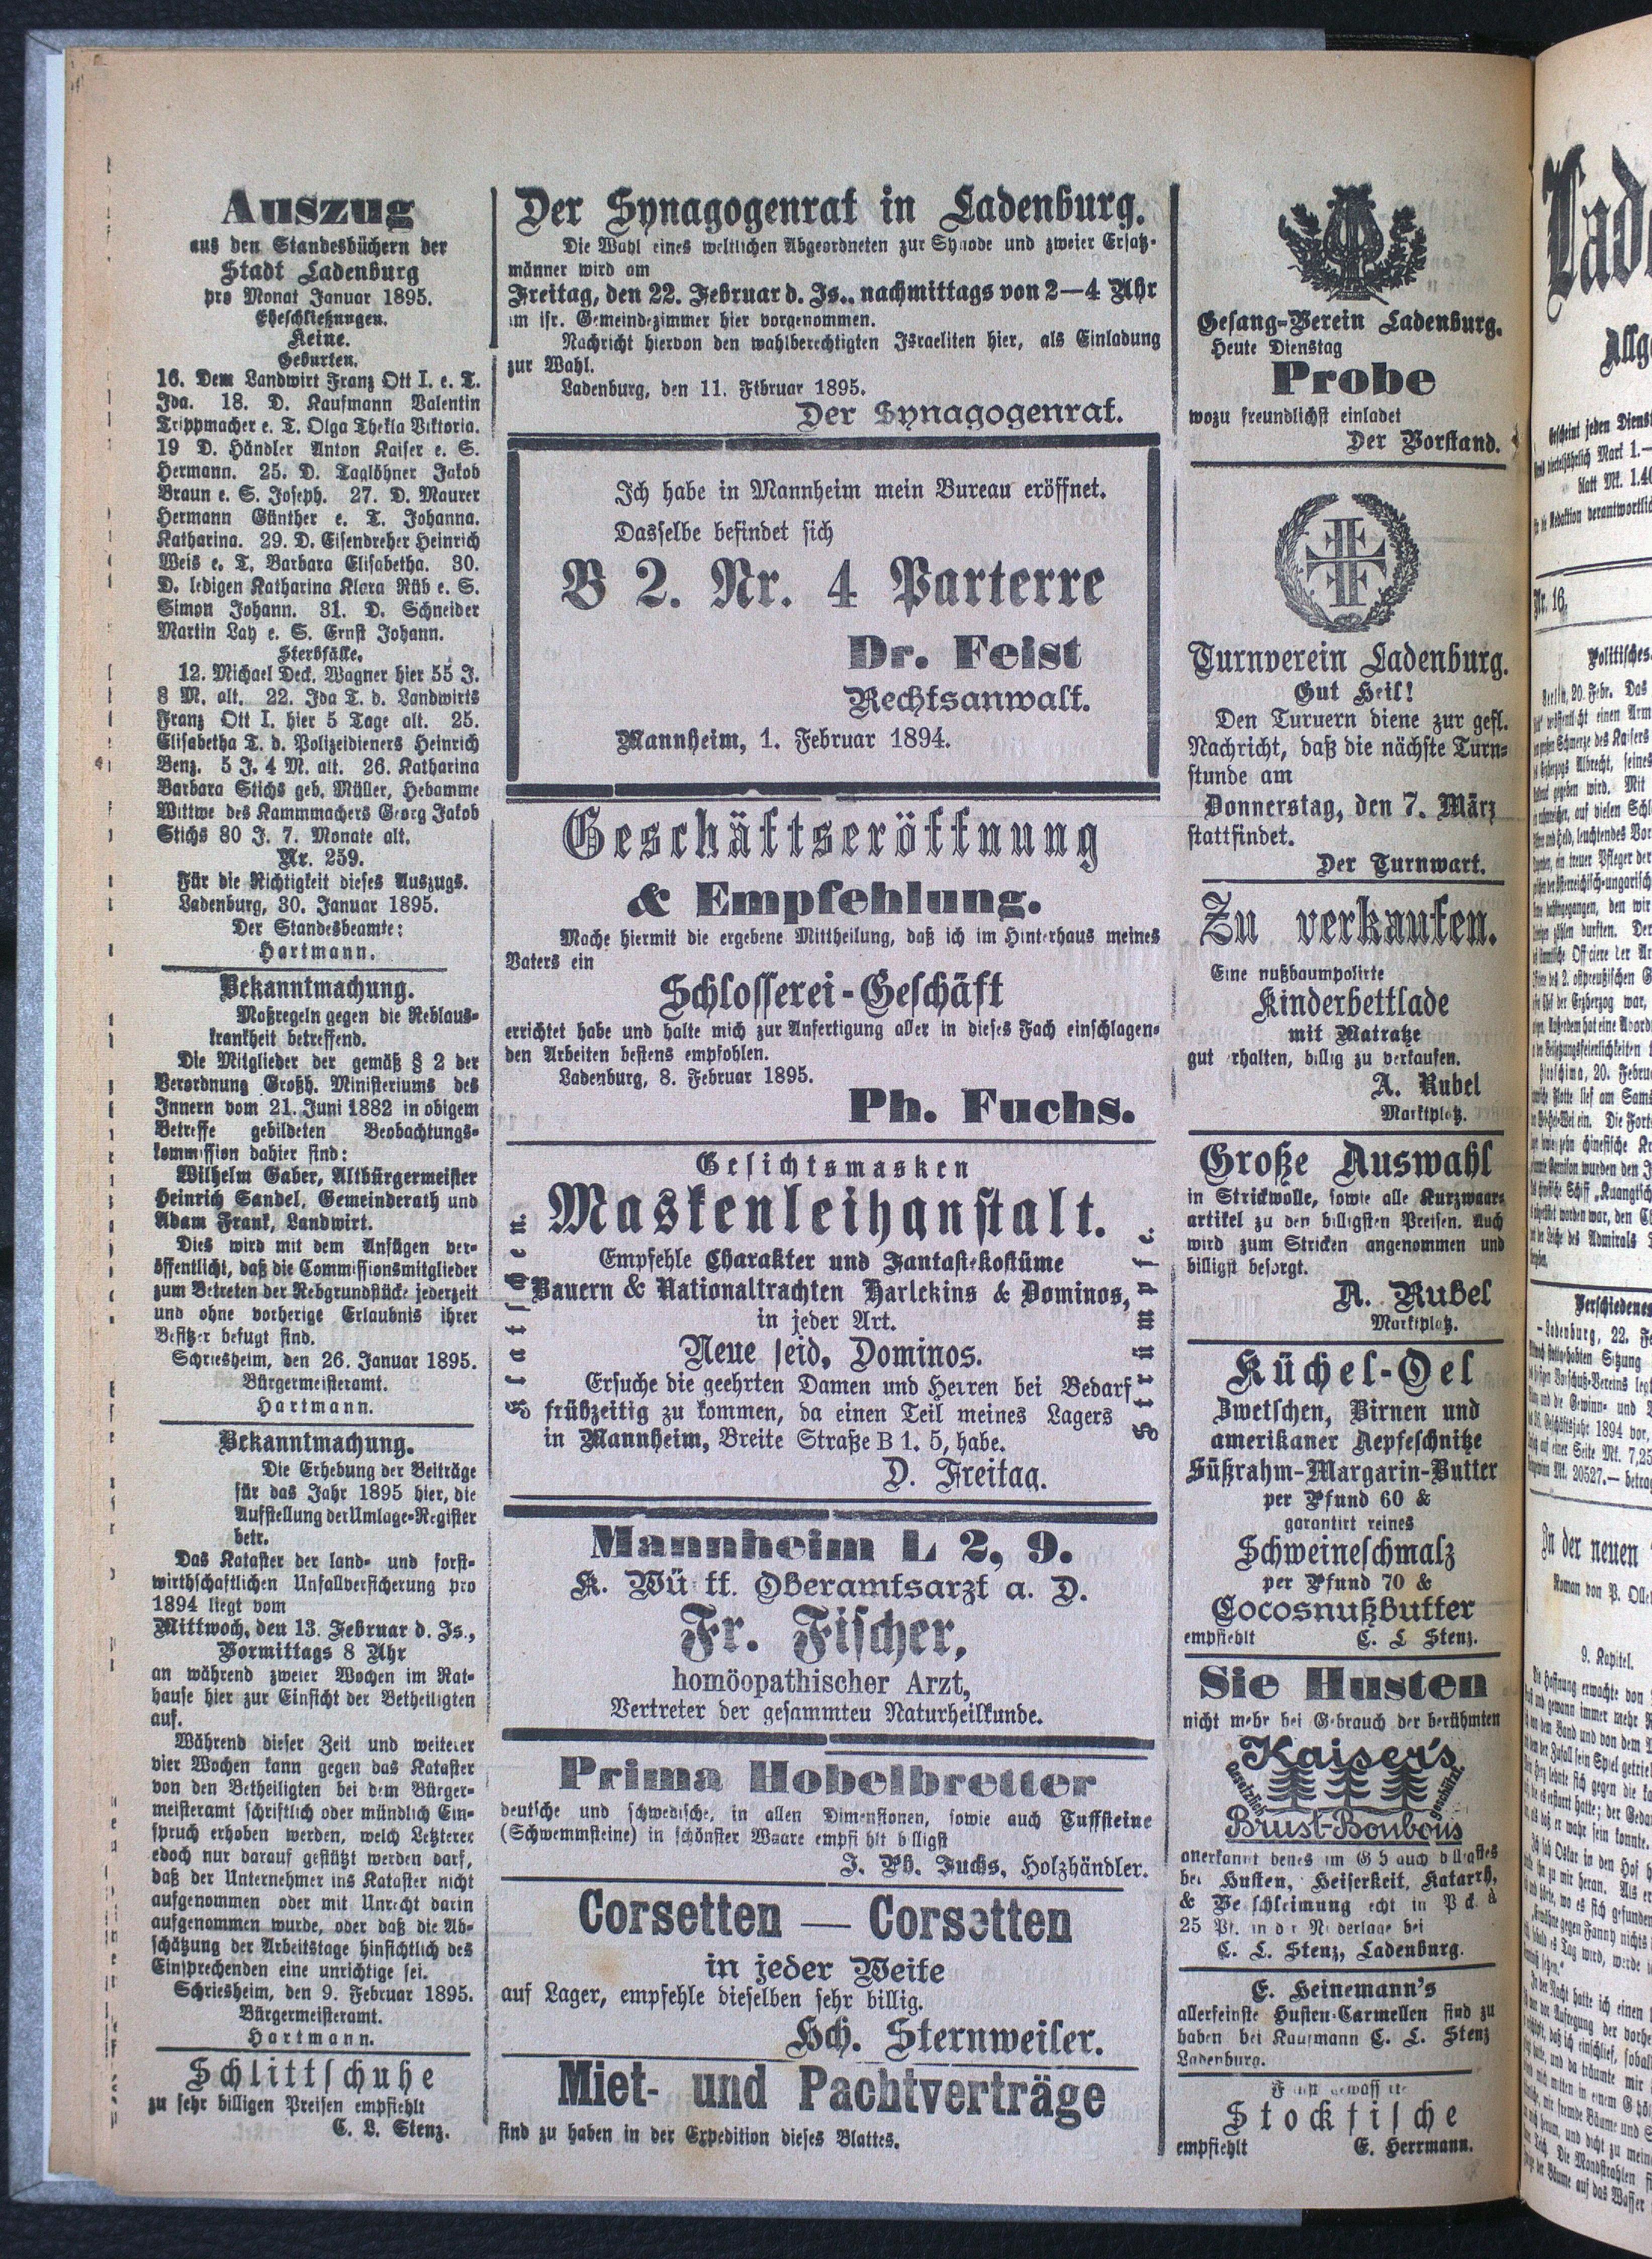 Auszug
aus den Standesbüchern der
Stadt Ladenburg
pro Monat Januar 1895.
Eheschließungen.
Keine.
Geburten.
16. Dem Landwirt Franz Ott I. e. T.
Ida. 18. D. Kaufmann Valentin
Trippmacher e. T. Olga Thekla Viktoria.
19 D. Händler Anton Kaiser e. S.
Hermann. 25. D. Taglöhner Jakob
Braun e. S. Joseph. 27. D. Maurer
Hermann Günther e. T. Johanna.
Katharina. 29. D. Eisendreher Heinrich
Weis e. T. Barbara Elisabetha. 30.
D. ledigen Katharina Klara Rüb e. S.
Simon Johann. 31. D. Schneider
Martin Lay e. S. Ernst Johann.
Sterbfälle.
12. Michael Deck, Wagner hier 55 J.
8 M. alt. 22. Ida T. d. Landwirts
Franz Ott I. hier 5 Tage alt. 25.
Elisabetha T. d. Polizeidieners Heinrich
Benz. 5 J. 4 M. alt. 26. Katharina
Barbara Stichs geb. Müller, Hebamme
Wittwe des Kammmachers Georg Jakob
Stichs 80 J. 7. Monate alt.
Nr. 259.
Für die Richtigkeit dieses Auszugs.
Ladenburg, 30. Januar 1895.
Der Standesbeamte:
Hartmann.
Bekanntmachung.
Maßregeln gegen die Reblaus-
krankheit betreffend.
Die Mitglieder der gemäß § 2 der
Verordnung Großh. Ministeriums des
Innern vom 21. Juni 1882 in obigem
Betreffe gebildeten Beobachtungs-
kommission dahier sind:
Wilhelm Gaber, Altbürgermeister
Heinrich Sandel, Gemeinderath und
Adam Frank, Landwirt.
Dies wird mit dem Anfügen ver-
öffentlicht, daß die Commissionsmitglieder
zum Betreten der Rebgrundstücke jederzeit
und ohne vorherige Erlaubnis ihrer
Besitzer befugt sind.
Schriesheim, den 26. Januar 1895.
Bürgermeisteramt.
Hartmann.
Bekanntmachung.
Die Erhebung der Beiträge
für das Jahr 1895 hier, die
Aufstellung der Umlage-Register
betr.
Das Kataster der land- und forst-
wirthschaftlichen Unfallversicherung pro
1894 liegt vom
Mittwoch, den 13. Februar d. Js.,
Vormittags 8 Uhr
an während zweier Wochen im Rat-
hause hier zur Einsicht der Betheiligten
auf.
Während dieser Zeit und weiterer
vier Wochen kann gegen das Kataster
von den Betheiligten bei dem Bürger-
meisteramt schriftlich oder mündlich Ein-
spruch erhoben werden, welch Letzterer
edoch nur darauf gestützt werden darf,
daß der Unternehmer ins Kataster nicht
aufgenommen oder mit Unrecht darin
aufgenommen wurde, oder daß die Ab-
schätzung der Arbeitstage hinsichtlich des
Einsprechenden eine unrichtige sei.
Schriesheim, den 9. Februar 1895.
Bürgermeisteramt.
Hartmann.
Schlittschuhe
zu sehr billigen Preisen empfiehlt
C. L. Stenz.
Der Synagogenrat in Ladenburg.
Die Wahl eines weltlichen Abgeordneten zur Synode und zweier Ersatz-
männer wird am
Freitag, den 22. Februar d. Js., nachmittags von 2—4 Uhr
im isr. Gemeindezimmer hier vorgenommen.
Nachricht hiervon den wahlberechtigten Israeliten hier, als Einladung
zur Wahl.
Ladenburg, den 11. Februar 1895.
Der Synagogenrat.
Ich habe in Mannheim mein Bureau eröffnet.
Dasselbe befindet sich
B 2. Nr. 4 Parterre
Dr. Feist
Rechtsanwalt.
Mannheim, 1. Februar 1894.
Geschäftseröffnung
& Empfehlung.
Mache hiermit die ergebene Mittheilung, daß ich im Hinterhaus meines
Vaters ein
Schlosserei-Geschäft
errichtet habe und halte mich zur Anfertigung aller in dieses Fach einschlagen-
den Arbeiten bestens empfohlen.
Ladenburg, 8. Februar 1895.
Ph. Fuchs.
Gesichtsmasken
Maskenleihanstalt.
Empfehle Charakter und Fantasiekostüme
Bauern & Nationaltrachten Harlekins & Dominos,
in jeder Art.
Neue seid. Dominos.
Ersuche die geehrten Damen und Herren bei Bedarf
frühzeitig zu kommen, da einen Teil meines Lagers
in Mannheim, Breite Straße B 1. 5, habe.
D. Freitag.
Strümpfe.
Mannheim L 2, 9.
K. Wü tt. Oberamtsarzt a. D.
Fr. Fischer,
homöopathischer Arzt,
Vertreter der gesammten Naturheilkunde.
Prima Hobelbretter
deutsche und schwedische, in allen Dimensionen, sowie auch Tuffsteine
(Schwemmsteine) in schönster Waare empfi hlt billigst
J. Ph. Fuchs, Holzhändler.
Corsetten — Corsetten
in jeder Weite
auf Lager, empfehle dieselben sehr billig.
Hch. Sternweiler.
Miet- und Pachtverträge
sind zu haben in der Expedition dieses Blattes.
Gesang-Verein Ladenburg.
Heute Dienstag
Probe
wozu freundlichst einladet
Der Vorstand.
Turnverein Ladenburg.
Gut Heil!
Den Turuern diene zur gefl.
Nachricht, daß die nächste Turn-
stunde am
Donnerstag, den 7. März
stattfindet.
Der Turnwart.
Zu verkaufen.
Eine nußbaumpolirte
Kinderbettlade
mit Matratze
gut rhalten, billig zu verkaufen.
A. Rubel
Marktplatz.
Große Auswahl
in Strickwolle, sowie alle Kurzwaar-
artikel zu den billigsten Preisen. Auch
wird zum Stricken angenommen und
billigst besorgt.
A. Rubel
Marktplatz.
Küchel-Oel
Zwetschen, Birnen und
amerikaner Aepfelschnitze
Süßrahm-Margarin-Butter
per Pfund 60 &
garantirt reines
Schweineschmalz
per Pfund 70 &
Cocosnußbutter
empfiehlt C. L Stenz.
Sie Husten
nicht mehr bei Gebrauch der berühmten
Kaiser's
Gesetzlich Geschützt.
Brust-Bonbons
anerkannt
bei Husten, Heiserkeit, Katarrh,
& Ve schleimung echt in à
25 Pf. in der Niederlage bei
C. L. Stenz, Ladenburg.
E. Heinemann's
allerfeinste Husten-Carmellen sind zu
haben bei Kaufmann C. L. Stenz
Ladenburg.
Stockfische
empfiehlt E. Herrmann.
Nr. 16.
9. Kapitel.